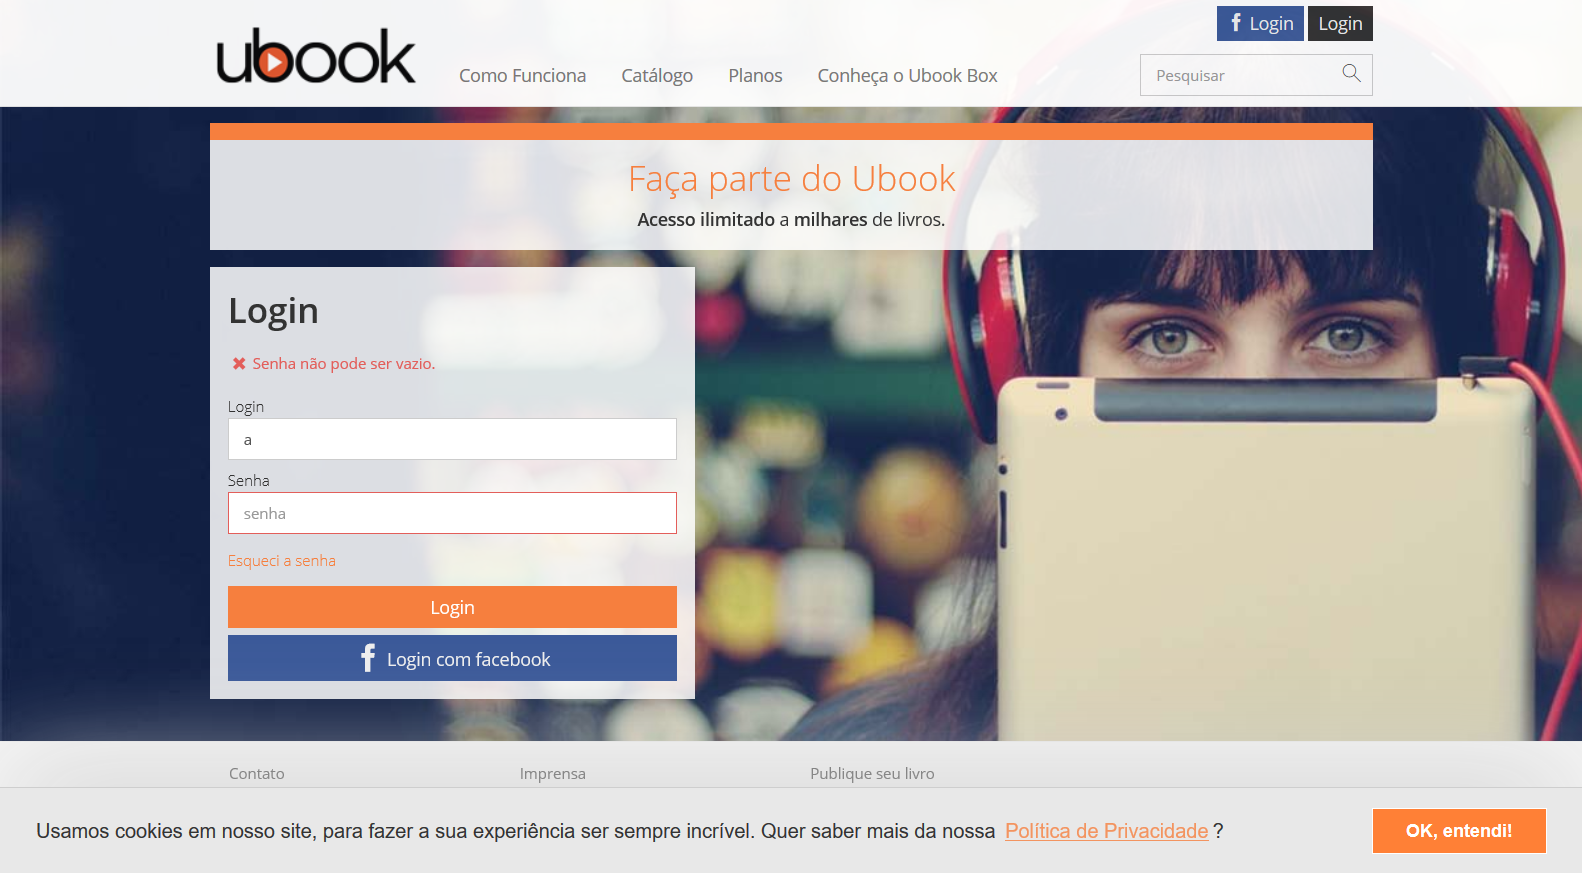 ubook
Como Funciona
Catálogo
Planos
Conheça o Ubook Box
Login
Login
Pesquisar
Faça parte do Ubook
Acesso ilimitado a milhares de livros.
Login
Senha não pode ser vazio.
Login
a
Senha
senha
Esqueci a senha
Login
Login com facebook
Contato
Imprensa
Publique seu livro
Usamos cookies em nosso site, para fazer a sua experiência ser sempre incrível. Quer saber mais da nossa Política de Privacidade ?
OK, entendi!